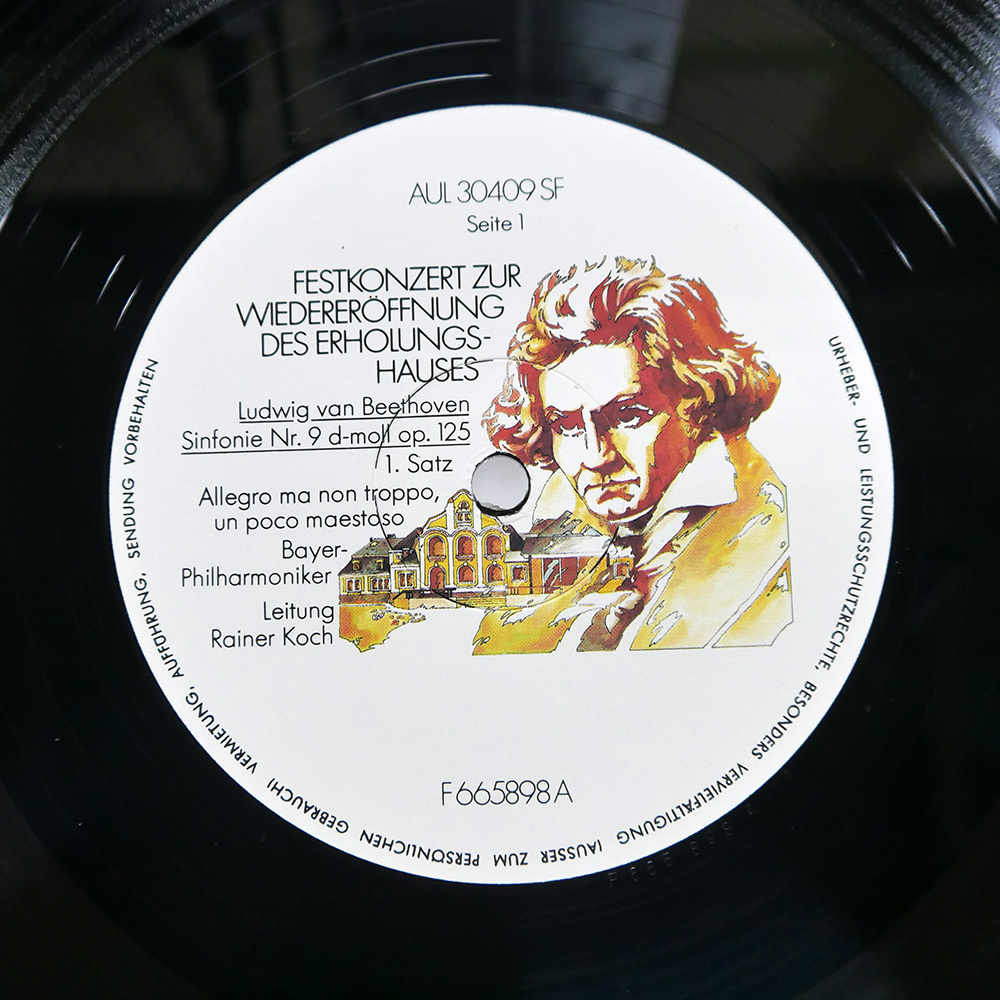 AUL 30409 SF
Seite 1
FESTKONZERT ZUR
WIEDERERÖFFNUNG
DES ERHOLUNGS-
HAUSES
Ludwig van Beethoven
Sinfonie Nr. 9 d-moll op. 125
1. Satz
Allegro ma non troppo,
un poco maestoso
Bayer-
Philharmoniker
Leitung
Rainer Koch
F 665898 A
URHEBER- UND LEISTUNGSSCHUTZRECHTE, BESONDERS VERVIELFÄLTIGUNG (AUSSER ZUM PERSÖNLICHEN GEBRAUCH) VERMIETUNG, AUFFÜHRUNG, SENDUNG VORBEHALTEN